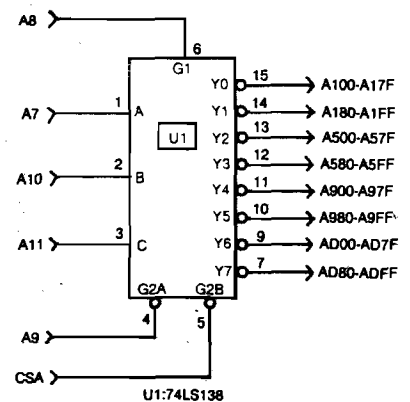 A8
6
G1
Y0 15 A100-A17F
A7 1 A
Y1 14 A180-A1FF
U1
Y2 13 A500-A57F
Y3 12 A580-A5FF
A10 2 B
Y4 11 A900-A97F
Y5 10 A980-A9FF
A11 3 C
Y6 9 AD00-AD7F
Y7 7 AD80-ADFF
G2A G2B
4 5
A9
CSA
U1:74LS138